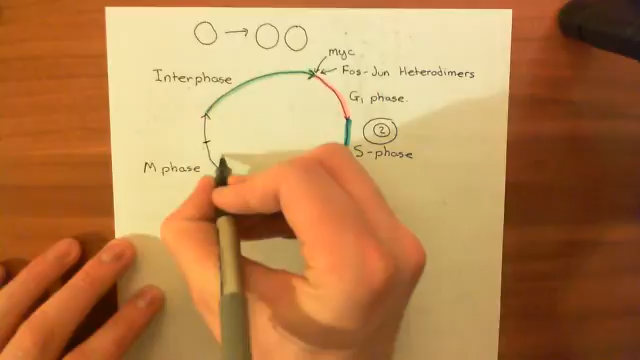 myc
Interphase
Fos-Jun Heterodimers
G1 phase.
2
S-phase
M phase